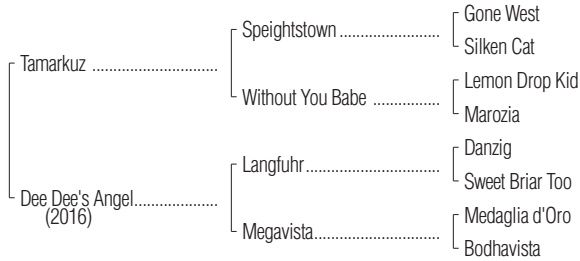 Gone West
Speightstown
Silken Cat
Tamarkuz
Lemon Drop Kid
Without You Babe
Marozia
Danzig
Langfuhr
Sweet Briar Too
Dee Dee's Angel
(2016)
Medaglia d'Oro
Megavista
Bodhavista